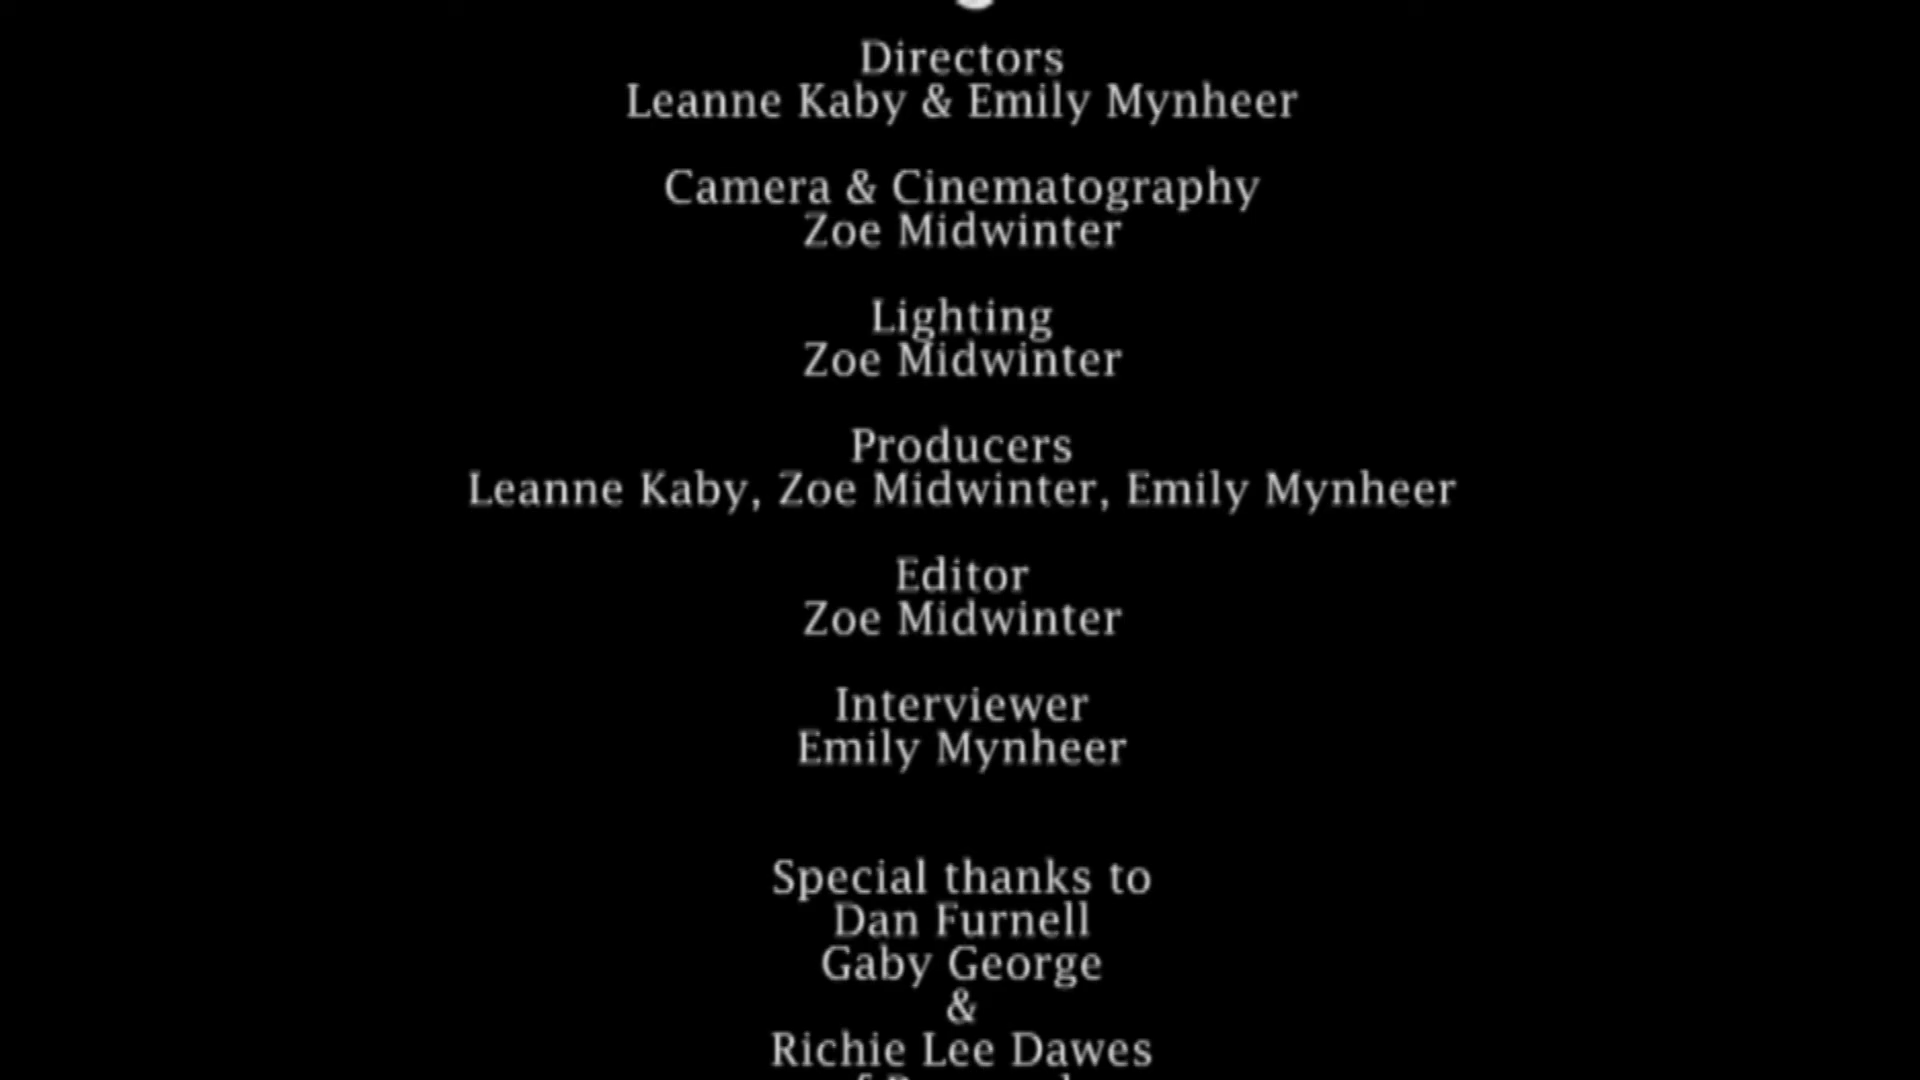 Directors
Leanne Kaby & Emily Mynheer
Camera & Cinematography
Zoe Midwinter
Lighting
Zoe Midwinter
Producers
Leanne Kaby, Zoe Midwinter, Emily Mynheer
Editor
Zoe Midwinter
Interviewer
Emily Mynheer
Special thanks to
Dan Furnell
Gaby George
&
Richie Lee Dawes